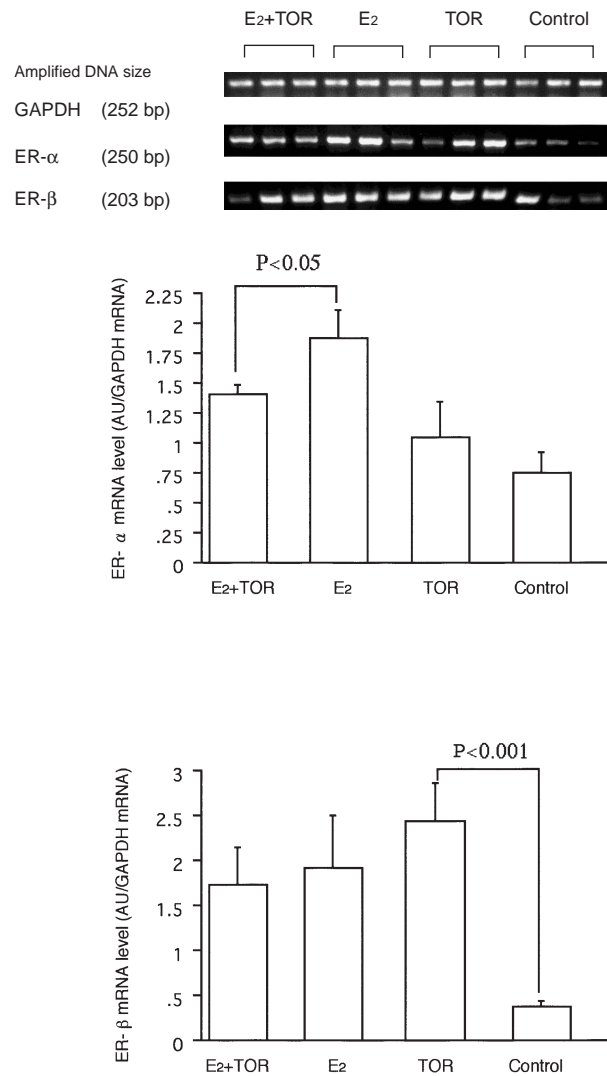 E2+TOR E2 TOR Control
Amplified DNA size
GAPDH (252 bp)
ER-α (250 bp)
ER-β (203 bp)
P<0.05
ER- α mRNA level (AU/GAPDH mRNA)
2.25
2
1.75
1.5
1.25
1
.75
.5
.25
0
E2+TOR E2 TOR Control
P<0.001
ER- β mRNA level (AU/GAPDH mRNA)
3
2.5
2
1.5
1
.5
0
E2+TOR E2 TOR Control